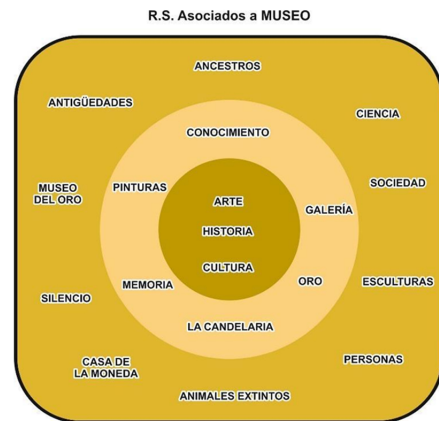 R.S. Asociados a MUSEO
ANCESTROS
ANTIGÜEDADES
CIENCIA
CONOCIMIENTO
MUSEO
DEL ORO
PINTURAS
SOCIEDAD
ARTE
GALERÍA
HISTORIA
CULTURA
MEMORIA
ORO
ESCULTURAS
SILENCIO
LA CANDELARIA
CASA DE
LA MONEDA
PERSONAS
ANIMALES EXTINTOS